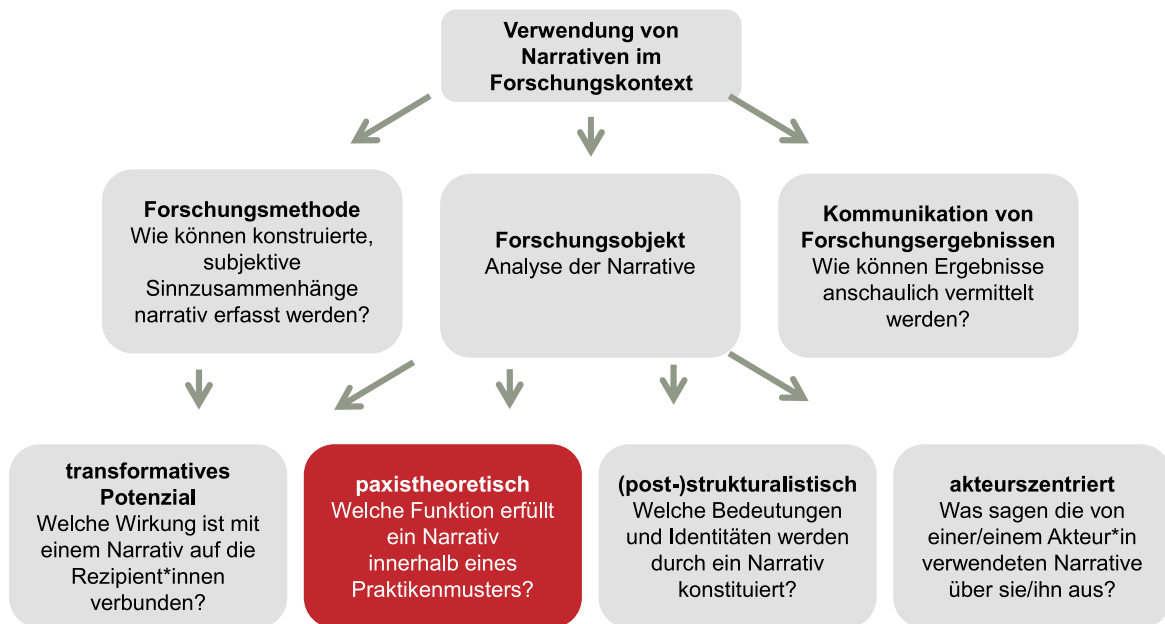 Verwendung von
Narrativen im
Forschungskontext
Forschungsmethode
Wie können konstruierte,
subjektive
Sinnzusammenhänge
narrativ erfasst werden?
Forschungsobjekt
Analyse der Narrative
Kommunikation von
Forschungsergebnissen
Wie können Ergebnisse
anschaulich vermittelt
werden?
transformatives
Potenzial
Welche Wirkung ist mit
einem Narrativ auf die
Rezipient*innen
verbunden?
paxistheoretisch
Welche Funktion erfüllt
ein Narrativ
innerhalb eines
Praktikenmusters?
(post-)strukturalistisch
Welche Bedeutungen
und Identitäten werden
durch ein Narrativ
konstituiert?
akteurszentriert
Was sagen die von
einer/einem Akteur*in
verwendeten Narrative
über sie/ihn aus?